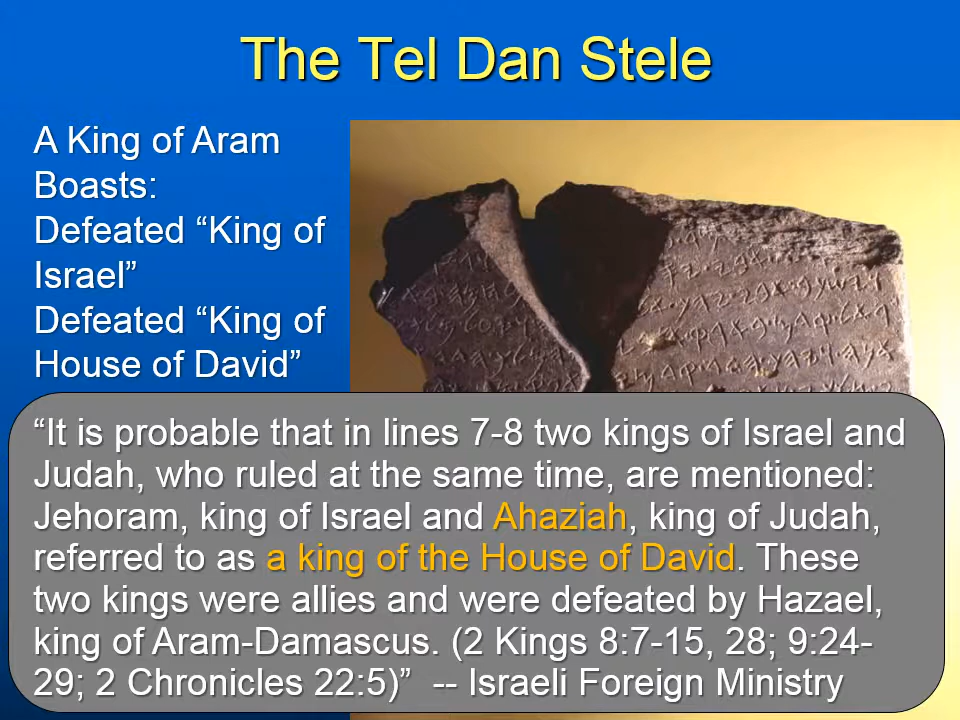 The Tel Dan Stele
A King of Aram
Boasts:
Defeated “King of
Israel”
Defeated “King of
House of David”
“It is probable that in lines 7-8 two kings of Israel and
Judah, who ruled at the same time, are mentioned:
Jehoram, king of Israel and Ahaziah, king of Judah,
referred to as a king of the House of David. These
two kings were allies and were defeated by Hazael,
king of Aram-Damascus. (2 Kings 8:7-15, 28; 9:24-
29; 2 Chronicles 22:5)” -- Israeli Foreign Ministry